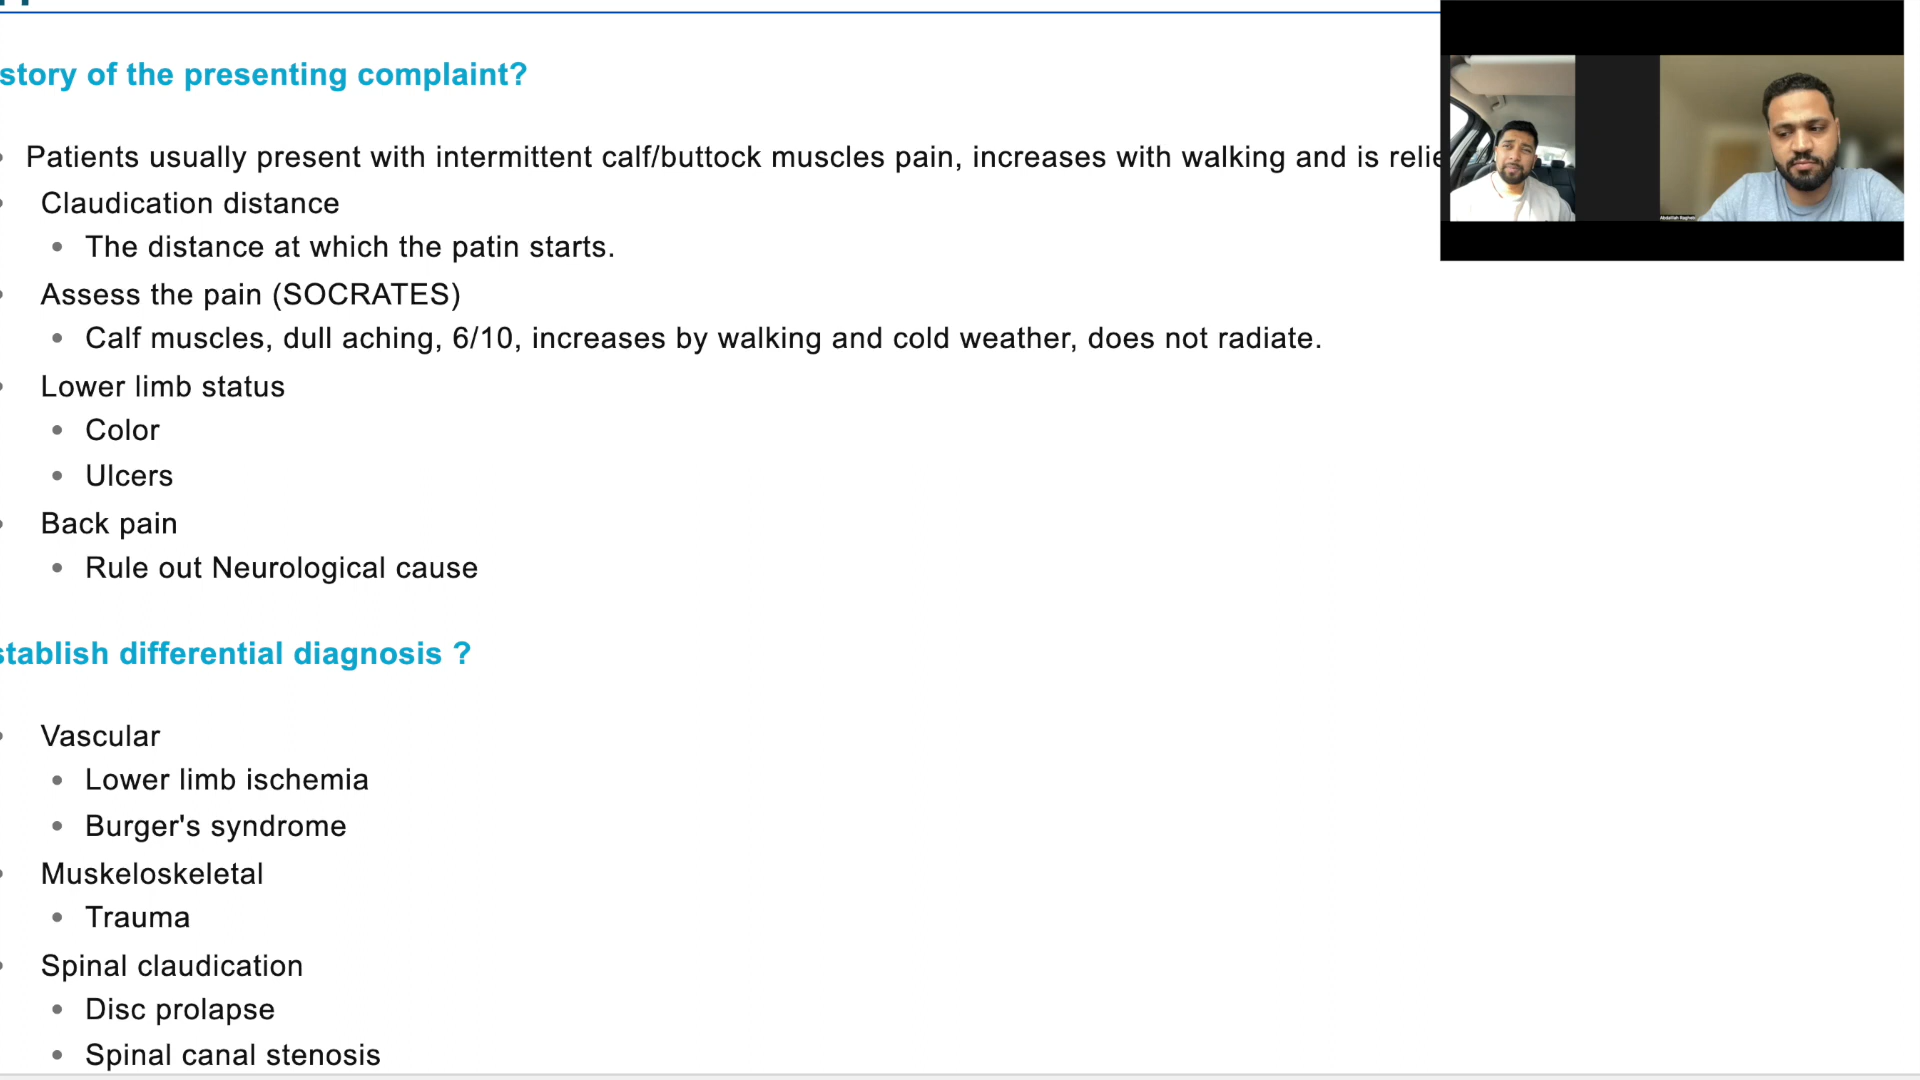 story of the presenting complaint?
Patients usually present with intermittent calf/buttock muscles pain, increases with walking and is relie
Claudication distance
The distance at which the patin starts.
Assess the pain (SOCRATES)
Calf muscles, dull aching, 6/10, increases by walking and cold weather, does not radiate.
Lower limb status
Color
Ulcers
Back pain
Rule out Neurological cause
stablish differential diagnosis ?
Vascular
Lower limb ischemia
Burger's syndrome
Muskeloskeletal
Trauma
Spinal claudication
Disc prolapse
Spinal canal stenosis